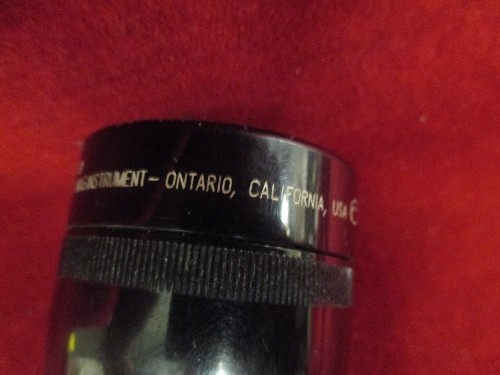 MAGINSTRUMENT - ONTARIO, CALIFORNIA, USA